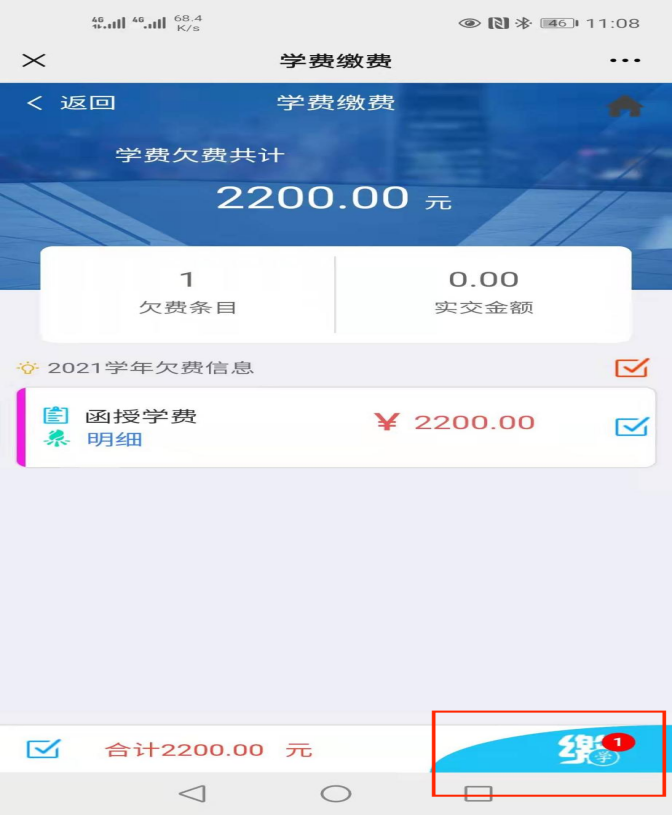 46 46 68.4 K/s 46 11:08
学费缴费
< 返回 学费缴费
学费欠费共计
2200.00 元
1 0.00
欠费条目 实交金额
2021学年欠费信息
函授学费 ¥ 2200.00
明细
合计2200.00 元 缴 1
学